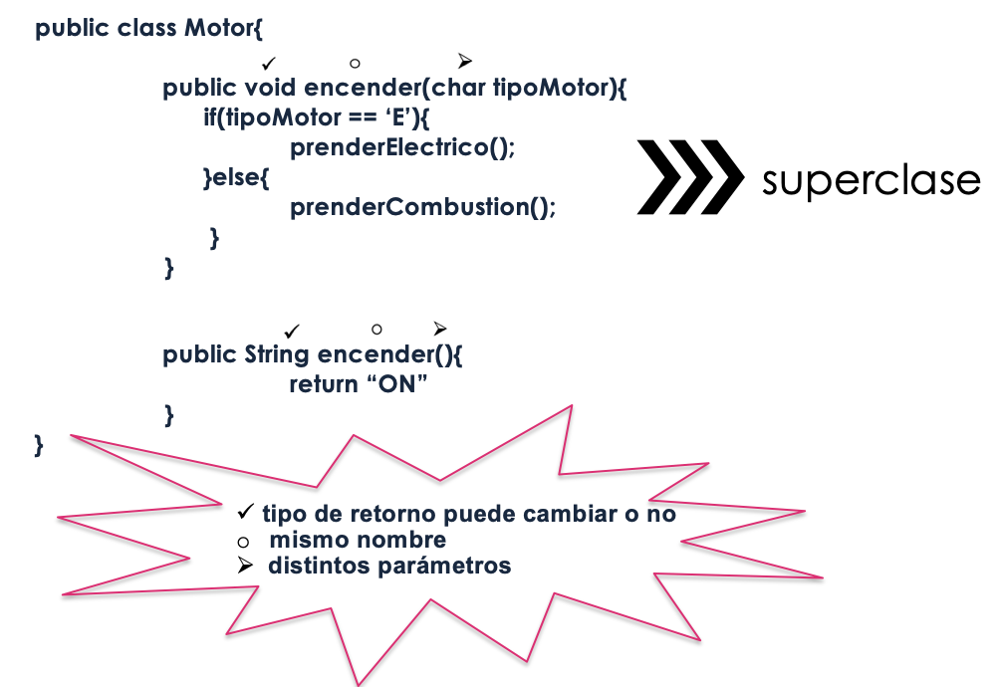 public class Motor{
public void encender(char tipoMotor){
if(tipoMotor == ‘E’){
prenderElectrico();
}else{
prenderCombustion();
}
}
superclase
public String encender(){
return “ON”
}
}
✓ tipo de retorno puede cambiar o no
○ mismo nombre
➢ distintos parámetros